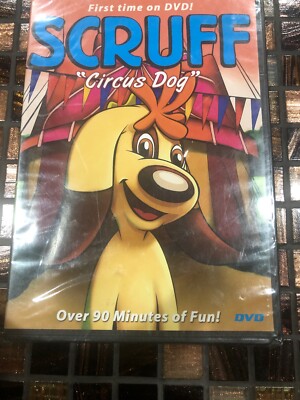 First time on DVD!
SCRUFF
"Circus Dog"
Over 90 Minutes of Fun!
DVD